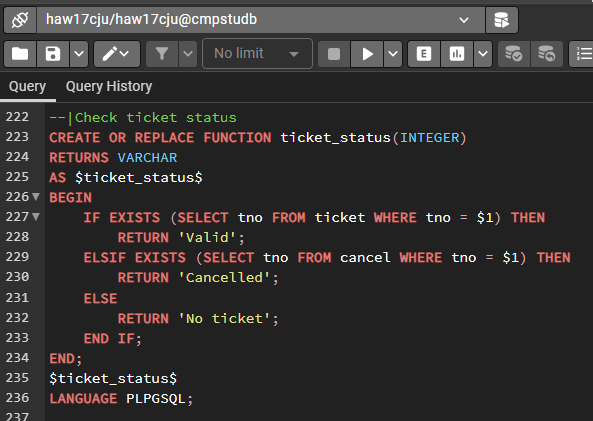 haw17cju/haw17cju@cmpstudb
No limit
E
Query Query History
222 --|Check ticket status
223 CREATE OR REPLACE FUNCTION ticket_status(INTEGER)
224 RETURNS VARCHAR
225 AS $ticket_status$
226 BEGIN
227 IF EXISTS (SELECT tno FROM ticket WHERE tno = $1) THEN
228 RETURN 'Valid';
229 ELSIF EXISTS (SELECT tno FROM cancel WHERE tno = $1) THEN
230 RETURN 'Cancelled';
231 ELSE
232 RETURN 'No ticket';
233 END IF;
234 END;
235 $ticket_status$
236 LANGUAGE PLPGSQL;
237